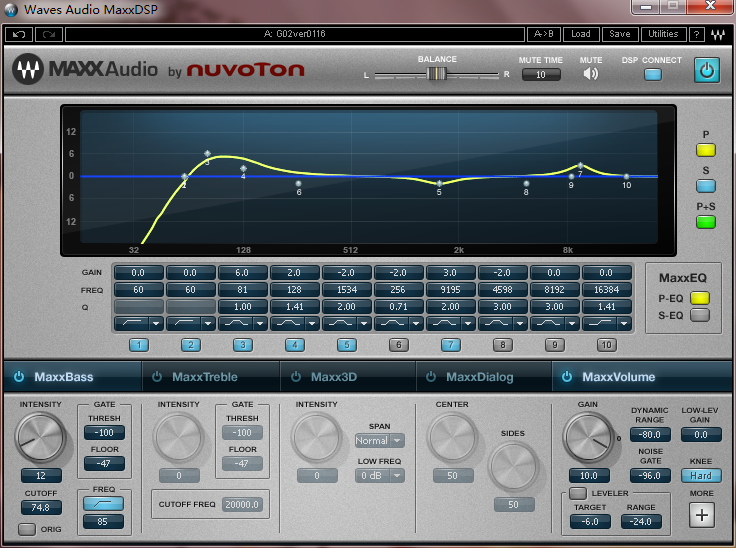 Waves Audio MaxxDSP
A: G02ver0116 A->B Load Save Utilities ?
MAXXAudio by nuvoTon
BALANCE MUTE TIME MUTE DSP CONNECT
L R 10
12
6
0
6
12
2 3 4 6 5 8 9 7 10
32 128 512 2k 8k
P
S
P+S
GAIN 0.0 0.0 6.0 2.0 -2.0 -2.0 3.0 -2.0 0.0 0.0
FREQ 60 60 81 128 1534 256 9195 4598 8192 16384
Q 1.00 1.41 2.00 0.71 2.00 3.00 3.00 1.41
1 2 3 4 5 6 7 8 9 10
MaxxEQ
P-EQ
S-EQ
MaxxBass MaxxTreble Maxx3D MaxxDialog MaxxVolume
INTENSITY
12
CUTOFF
74.8
ORIG
GATE
THRESH
-100
FLOOR
-47
FREQ
85
INTENSITY
0
GATE
THRESH
-100
FLOOR
-47
CUTOFF FREQ 20000.0
INTENSITY
0
SPAN
Normal
LOW FREQ
0 dB
CENTER
50
SIDES
50
GAIN
0
10.0
DYNAMIC
RANGE
-80.0
NOISE
GATE
-96.0
LOW-LEV
GAIN
0.0
KNEE
Hard
MORE
+
LEVELER
TARGET RANGE
-6.0 -24.0